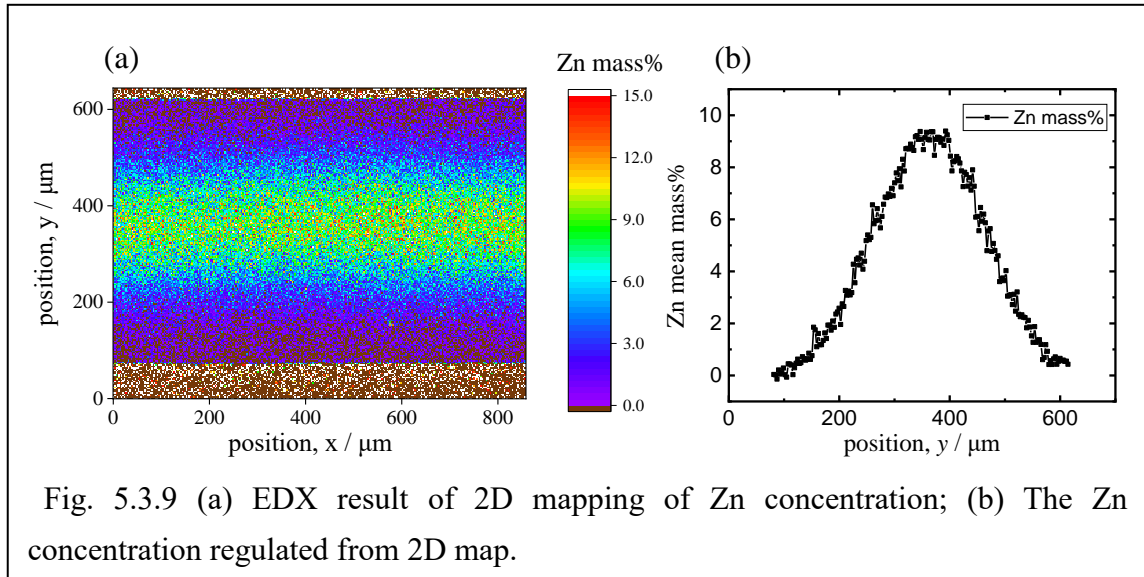 (a)
Zn mass%
(b)
position, y / μm
600
400
200
0
0
200
400
600
800
position, x / μm
15.0
12.0
9.0
6.0
3.0
0.0
Zn mean mass%
10
8
6
4
2
0
0
200
400
600
position, y / μm
Zn mass%
Fig. 5.3.9 (a) EDX result of 2D mapping of Zn concentration; (b) The Zn
concentration regulated from 2D map.